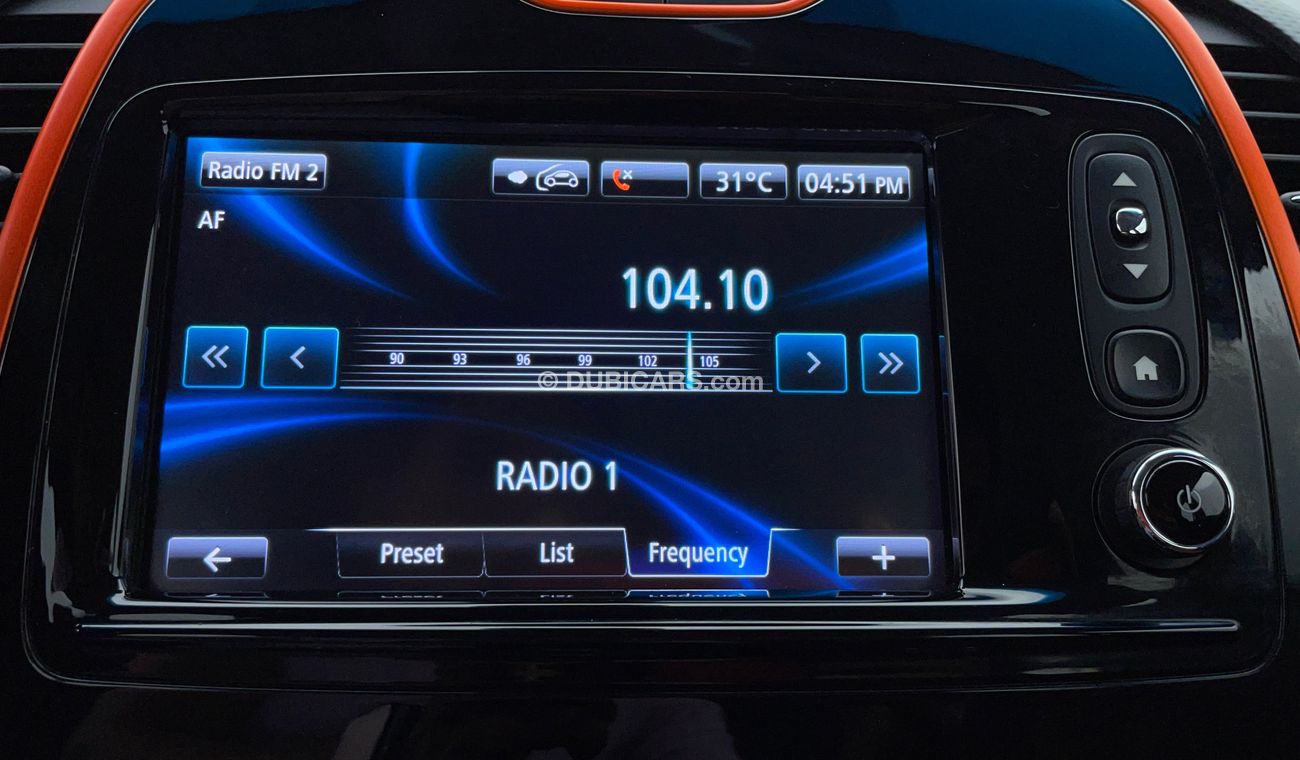 Radio FM 2
31°C
04:51 PM
AF
104.10
90 93 96 99 102 105
© DUBICARS.com
RADIO 1
Preset
List
Frequency
+